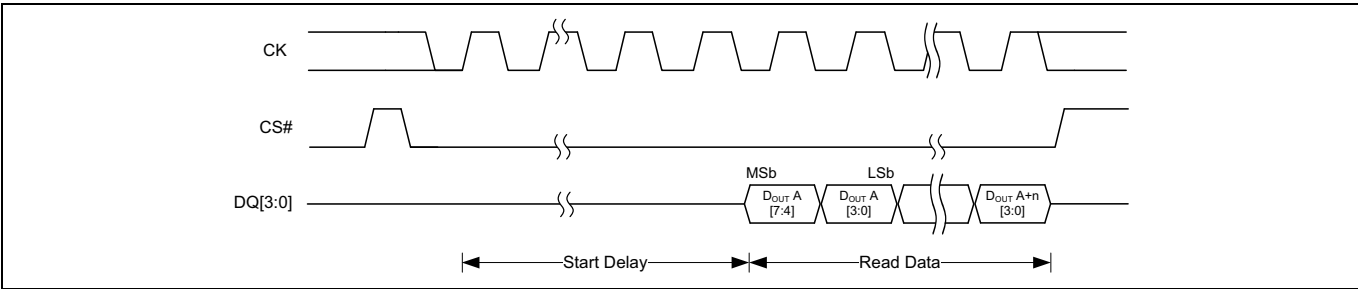 CK
CS#
MSb LSb
DQ[3:0]
DOUT A DOUT A DOUT A+n
[7:4] [3:0] [3:0]
Start Delay Read Data